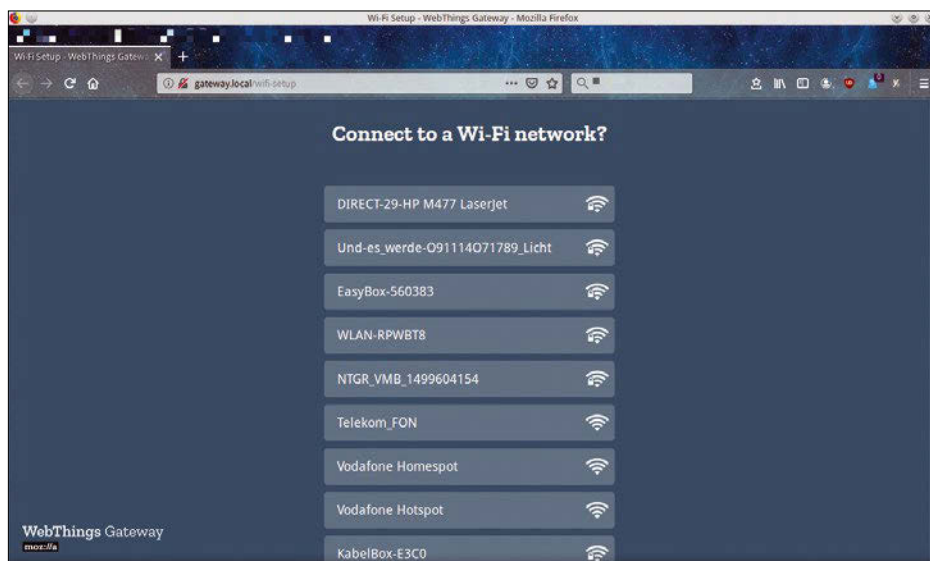 Wi-Fi Setup - WebThings Gateway - Mozilla Firefox
Wi-Fi Setup - WebThings Gatew
gateway.local/wifi-setup
Connect to a Wi-Fi network?
DIRECT-29-HP M477 LaserJet
Und-es_werde-O91114O71789_Licht
EasyBox-560383
WLAN-RPWBT8
NTGR_VMB_1499604154
Telekom_FON
Vodafone Homespot
Vodafone Hotspot
KabelBox-E3C0
WebThings Gateway
moz://a